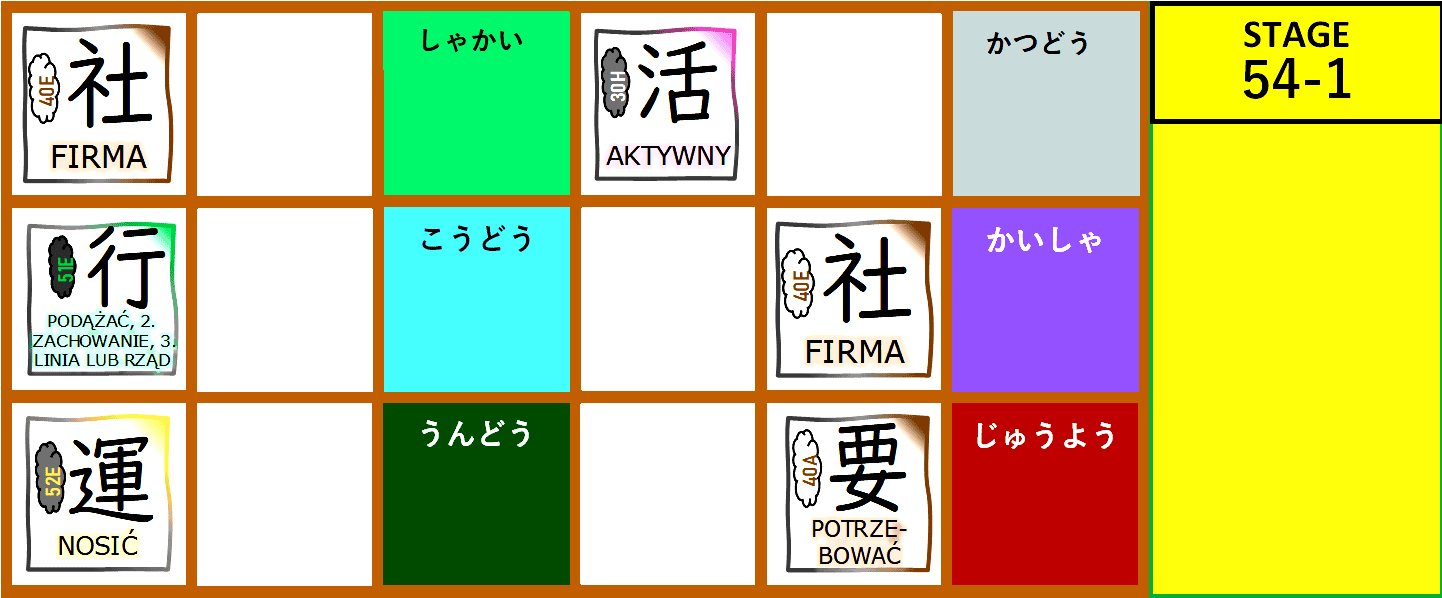 40E
社
FIRMA
しゃかい
30H
活
AKTYWNY
かつどう
STAGE
54-1
51E
行
PODĄŻAĆ, 2.
ZACHOWANIE, 3.
LINIA LUB RZĄD
こうどう
40E
社
FIRMA
かいしゃ
52E
運
NOSIĆ
うんどう
40A
要
POTRZE-
BOWAĆ
じゅうよう